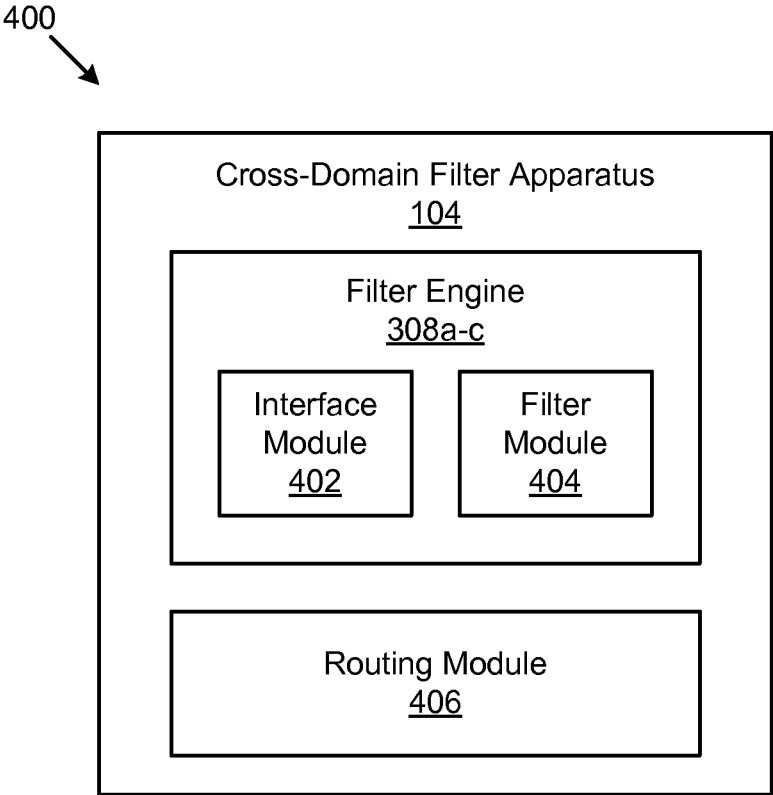 400
Cross-Domain Filter Apparatus
104
Filter Engine
308a-c
Interface
Module
402
Filter
Module
404
Routing Module
406